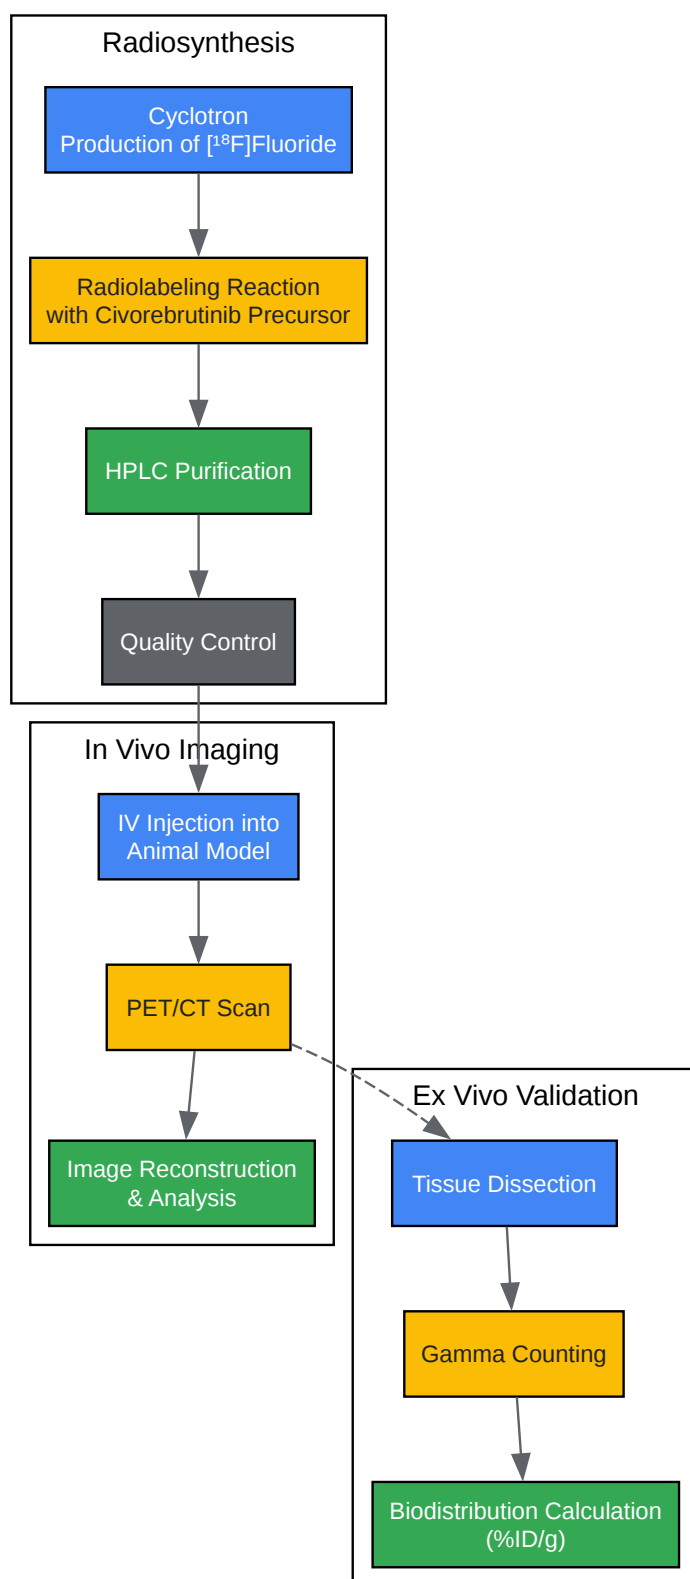 Radiosynthesis
Cyclotron
Production of [¹⁸F]Fluoride
Radiolabeling Reaction
with Civorebrutinib Precursor
HPLC Purification
Quality Control
In Vivo Imaging
IV Injection into
Animal Model
PET/CT Scan
Image Reconstruction
& Analysis
Ex Vivo Validation
Tissue Dissection
Gamma Counting
Biodistribution Calculation
(%ID/g)